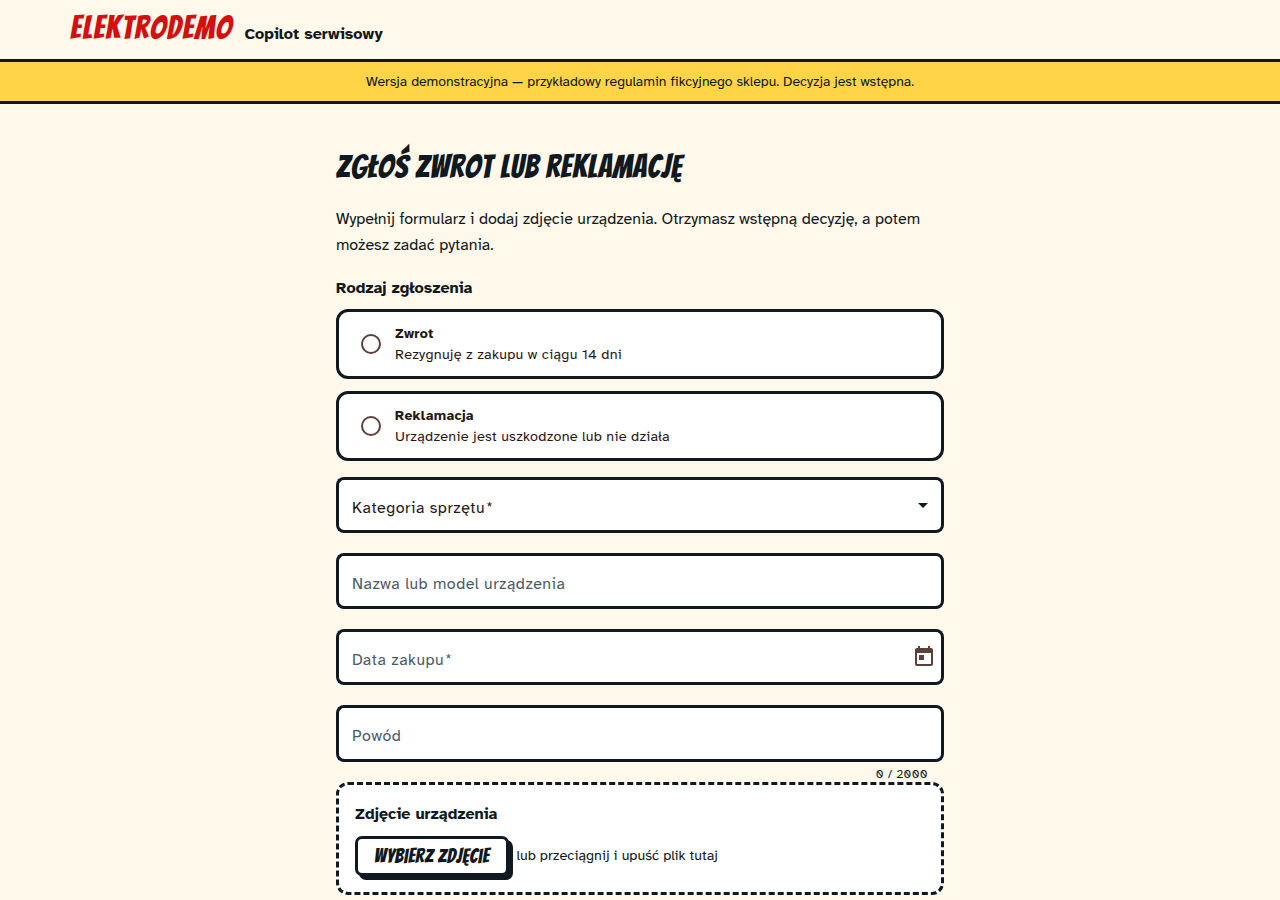 ELEKTRODEMO Copilot serwisowy
Wersja demonstracyjna — przykładowy regulamin fikcyjnego sklepu. Decyzja jest wstępna.
ZGŁOŚ ZWROT LUB REKLAMACJĘ
Wypełnij formularz i dodaj zdjęcie urządzenia. Otrzymasz wstępną decyzję, a potem
możesz zadać pytania.
Rodzaj zgłoszenia
Zwrot
Rezygnuję z zakupu w ciągu 14 dni
Reklamacja
Urządzenie jest uszkodzone lub nie działa
Kategoria sprzętu*
Nazwa lub model urządzenia
Data zakupu*
Powód
0 / 2000
Zdjęcie urządzenia
WYBIERZ ZDJĘCIE lub przeciągnij i upuść plik tutaj